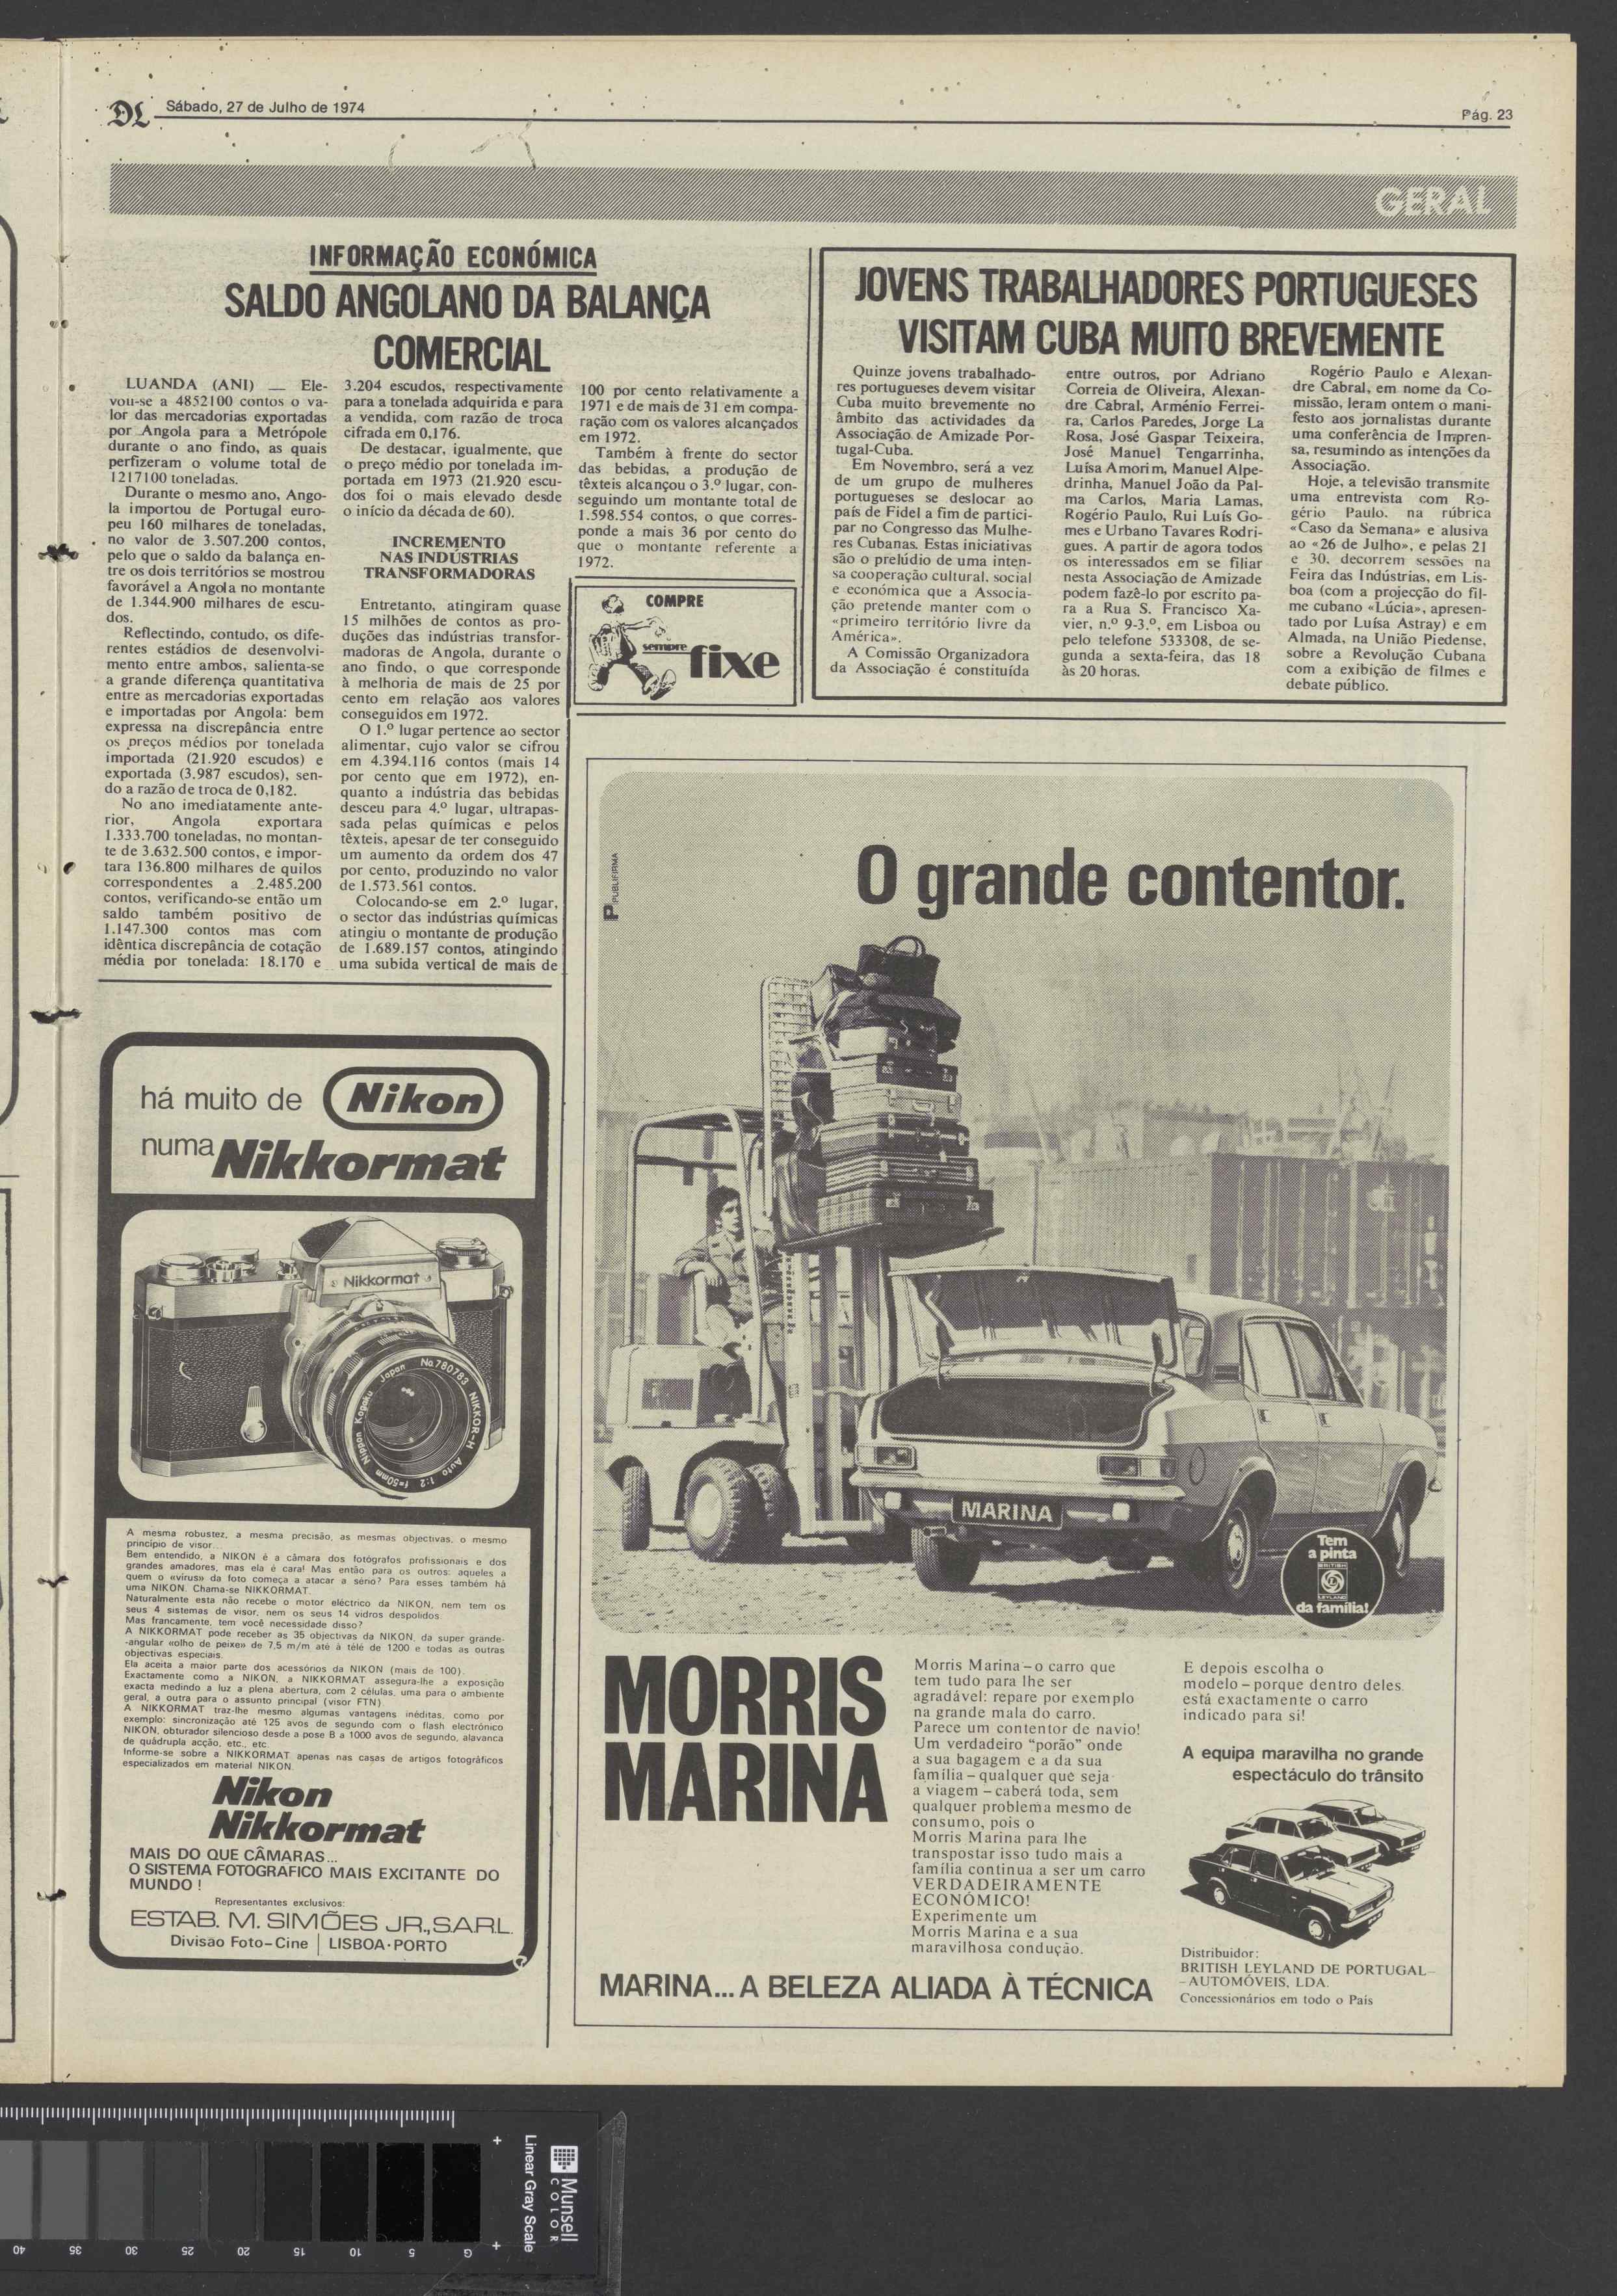 DL Sábado, 27 de Julho de 1974
Pág. 23
GERAL
INFORMAÇÃO ECONÓMICA
SALDO ANGOLANO DA BALANÇA
COMERCIAL
LUANDA (ANI) — Ele-
vou-se a 4852100 contos o va-
lor das mercadorias exportadas
por Angola para a Metrópole
durante o ano findo, as quais
perfizeram o volume total de
1217100 toneladas.
Durante o mesmo ano, Ango-
la importou de Portugal euro-
peu 160 milhares de toneladas,
no valor de 3.507.200 contos,
pelo que o saldo da balança en-
tre os dois territórios se mostrou
favorável a Angola no montante
de 1.344.900 milhares de escu-
dos.
Reflectindo, contudo, os dife-
rentes estádios de desenvolvi-
mento entre ambos, salienta-se
a grande diferença quantitativa
entre as mercadorias exportadas
e importadas por Angola: bem
expressa na discrepância entre
os preços médios por tonelada
importada (21.920 escudos) e
exportada (3.987 escudos), sen-
do a razão de troca de 0,182.
No ano imediatamente ante-
rior, Angola exportara
1.333.700 toneladas, no montan-
te de 3.632.500 contos, e impor-
tara 136.800 milhares de quilos
correspondentes a 2.485.200
contos, verificando-se então um
saldo também positivo de
1.147.300 contos mas com
idêntica discrepância de cotação
média por tonelada: 18.170 e
3.204 escudos, respectivamente
para a tonelada adquirida e para
a vendida, com razão de troca
cifrada em 0,176.
De destacar, igualmente, que
o preço médio por tonelada im-
portada em 1973 (21.920 escu-
dos foi o mais elevado desde
o início da década de 60).
INCREMENTO
NAS INDÚSTRIAS
TRANSFORMADORAS
Entretanto, atingiram quase
15 milhões de contos as pro-
duções das indústrias transfor-
madoras de Angola, durante o
ano findo, o que corresponde
à melhoria de mais de 25 por
cento em relação aos valores
conseguidos em 1972.
O 1.º lugar pertence ao sector
alimentar, cujo valor se cifrou
em 4.394.116 contos (mais 14
por cento que em 1972), en-
quanto a indústria das bebidas
desceu para 4.º lugar, ultrapas-
sada pelas químicas e pelos
têxteis, apesar de ter conseguido
um aumento da ordem dos 47
por cento, produzindo no valor
de 1.573.561 contos.
Colocando-se em 2.º lugar,
o sector das indústrias químicas
atingiu o montante de produção
de 1.689.157 contos, atingindo
uma subida vertical de mais de
100 por cento relativamente a
1971 e de mais de 31 em compa-
ração com os valores alcançados
em 1972.
Também à frente do sector
das bebidas, a produção de
têxteis alcançou o 3.º lugar, con-
seguindo um montante total de
1.598.554 contos, o que corres-
ponde a mais 36 por cento do
que o montante referente a
1972.
COMPRE
sempre
fixe
JOVENS TRABALHADORES PORTUGUESES
VISITAM CUBA MUITO BREVEMENTE
Quinze jovens trabalhado-
res portugueses devem visitar
Cuba muito brevemente no
âmbito das actividades da
Associação de Amizade Por-
tugal-Cuba.
Em Novembro, será a vez
de um grupo de mulheres
portugueses se deslocar ao
país de Fidel a fim de partici-
par no Congresso das Mulhe-
res Cubanas. Estas iniciativas
são o prelúdio de uma inten-
sa cooperação cultural, social
e económica que a Associa-
ção pretende manter com o
«primeiro território livre da
América».
A Comissão Organizadora
da Associação é constituída
entre outros, por Adriano
Correia de Oliveira, Alexan-
dre Cabral, Arménio Ferrei-
ra, Carlos Paredes, Jorge La
Rosa, José Gaspar Teixeira,
José Manuel Tengarrinha,
Luísa Amorim, Manuel Alpe-
drinha, Manuel João da Pal-
ma Carlos, Maria Lamas,
Rogério Paulo, Rui Luís Go-
mes e Urbano Tavares Rodri-
gues. A partir de agora todos
os interessados em se filiar
nesta Associação de Amizade
podem fazê-lo por escrito pa-
ra a Rua S. Francisco Xa-
vier, n.º 9-3.º, em Lisboa ou
pelo telefone 533308, de se-
gunda a sexta-feira, das 18
às 20 horas.
Rogério Paulo e Alexan-
dre Cabral, em nome da Co-
missão, leram ontem o mani-
festo aos jornalistas durante
uma conferência de Impren-
sa, resumindo as intenções da
Associação.
Hoje, a televisão transmite
uma entrevista com Ro-
gério Paulo, na rúbrica
«Caso da Semana» e alusiva
ao «26 de Julho», e pelas 21
e 30, decorrem sessões na
Feira das Indústrias, em Lis-
boa (com a projecção do fil-
me cubano «Lúcia», apresen-
tado por Luísa Astray) e em
Almada, na União Piedense,
sobre a Revolução Cubana
com a exibição de filmes e
debate público.
há muito de Nikon
numa Nikkormat
Nikkormat
Nippon Kogaku Japan No.780783 NIKKOR-H Auto 1:2 f=50mm
A mesma robustez, a mesma precisão, as mesmas objectivas, o mesmo
princípio de visor...
Bem entendido, a NIKON é a câmara dos fotógrafos profissionais e dos
grandes amadores, mas ela é cara! Mas então para os outros: aqueles a
quem o «vírus» da foto começa a atacar a sério? Para esses também há
uma NIKON. Chama-se NIKKORMAT.
Naturalmente esta não recebe o motor eléctrico da NIKON, nem tem os
seus 4 sistemas de visor, nem os seus 14 vidros despolidos.
Mas francamente, tem você necessidade disso?
A NIKKORMAT pode receber as 35 objectivas da NIKON, da super grande-
-angular «olho de peixe» de 7,5 m/m até à télé de 1200 e todas as outras
objectivas especiais.
Ela aceita a maior parte dos acessórios da NIKON (mais de 100).
Exactamente como a NIKON, a NIKKORMAT assegura-lhe a exposição
exacta medindo a luz a plena abertura, com 2 células, uma para o ambiente
geral, a outra para o assunto principal (visor FTN).
A NIKKORMAT traz-lhe mesmo algumas vantagens inéditas, como por
exemplo: sincronização até 125 avos de segundo com o flash electrónico
NIKON, obturador silencioso desde a pose B a 1000 avos de segundo, alavanca
de quádrupla acção, etc., etc.
Informe-se sobre a NIKKORMAT apenas nas casas de artigos fotográficos
especializados em material NIKON.
Nikon
Nikkormat
MAIS DO QUE CÂMARAS...
O SISTEMA FOTOGRAFICO MAIS EXCITANTE DO
MUNDO !
Representantes exclusivos:
ESTAB. M. SIMÕES JR.,S.A.R.L.
Divisão Foto-Cine | LISBOA·PORTO
P PUBLIFIRMA
O grande contentor.
MARINA
Tem
a pinta
BRITISH
LEYLAND
da família!
MORRIS
MARINA
Morris Marina – o carro que
tem tudo para lhe ser
agradável: repare por exemplo
na grande mala do carro.
Parece um contentor de navio!
Um verdadeiro “porão” onde
a sua bagagem e a da sua
família – qualquer que seja
a viagem – caberá toda, sem
qualquer problema mesmo de
consumo, pois o
Morris Marina para lhe
transpostar isso tudo mais a
família continua a ser um carro
VERDADEIRAMENTE
ECONÓMICO!
Experimente um
Morris Marina e a sua
maravilhosa condução.
E depois escolha o
modelo – porque dentro deles
está exactamente o carro
indicado para si!
A equipa maravilha no grande
espectáculo do trânsito
Distribuidor:
BRITISH LEYLAND DE PORTUGAL-
-AUTOMÓVEIS, LDA.
Concessionários em todo o País
MARINA... A BELEZA ALIADA À TÉCNICA
Munsell
COLOR
Linear Gray Scale
40 35 30 25 20 15 10 5 G